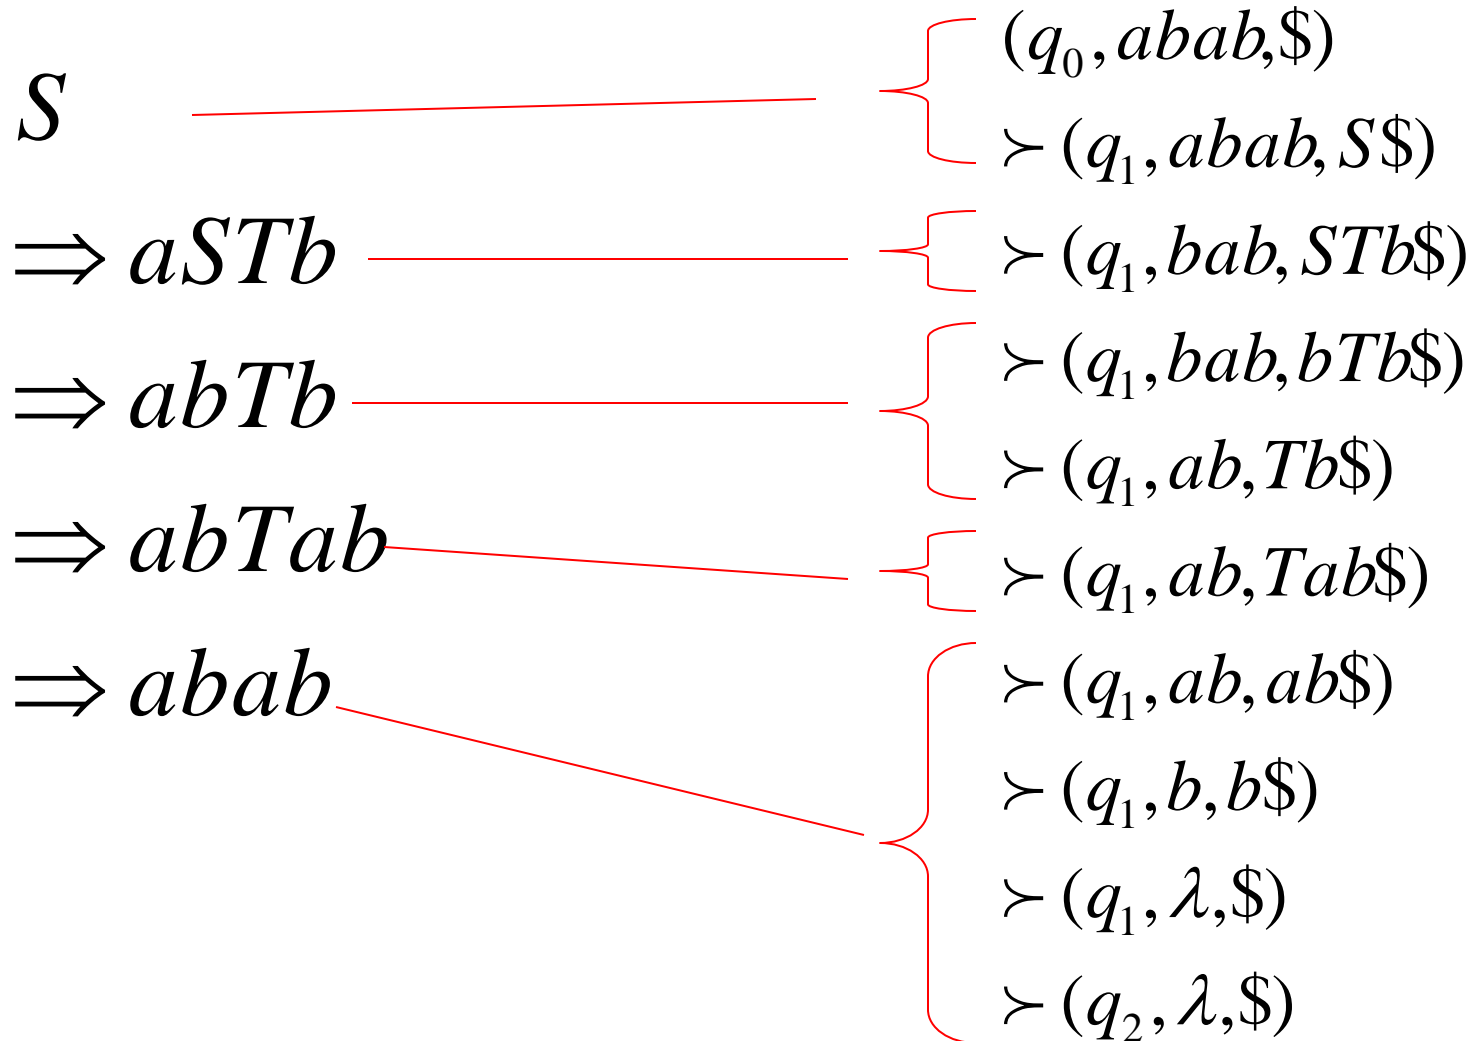 S
⇒ aSTb
⇒ abTb
⇒ abTab
⇒ abab
(q₀, abab, $)
≻ (q₁, abab, S$)
≻ (q₁, bab, STb$)
≻ (q₁, bab, bTb$)
≻ (q₁, ab, Tb$)
≻ (q₁, ab, Tab$)
≻ (q₁, ab, ab$)
≻ (q₁, b, b$)
≻ (q₁, λ, $)
≻ (q₂, λ, $)